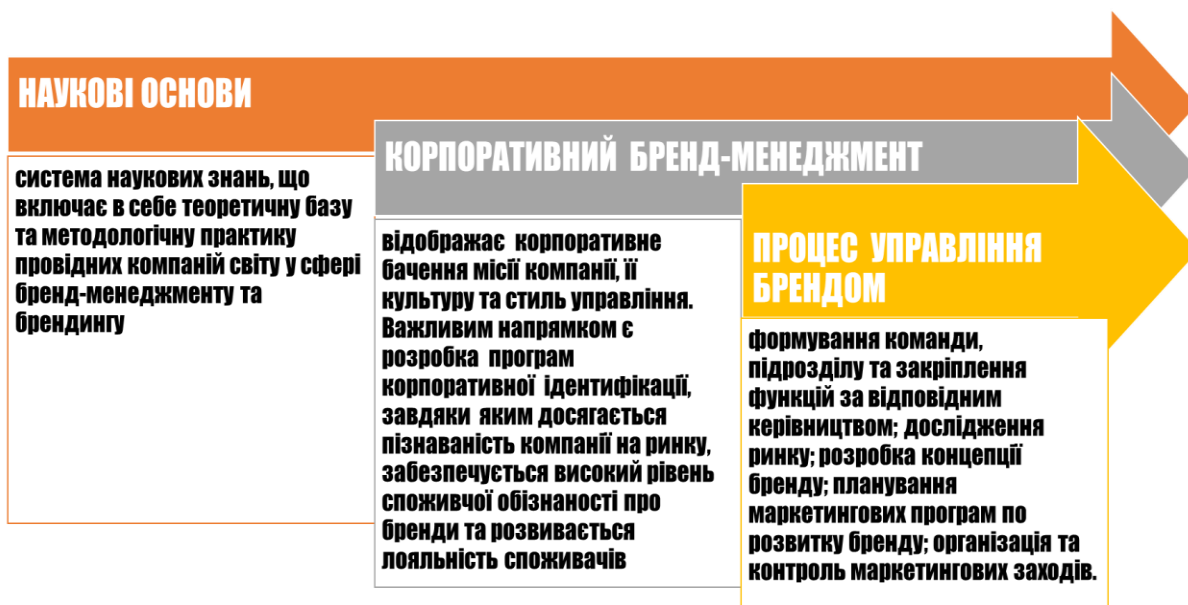 НАУКОВІ ОСНОВИ
система наукових знань, що
включає в себе теоретичну базу
та методологічну практику
провідних компаній світу у сфері
бренд-менеджменту та
брендингу
КОРПОРАТИВНИЙ БРЕНД-МЕНЕДЖМЕНТ
відображає корпоративне
бачення місії компанії, її
культуру та стиль управління.
Важливим напрямком є
розробка програм
корпоративної ідентифікації,
завдяки яким досягається
пізнаваність компанії на ринку,
забезпечується високий рівень
споживчої обізнаності про
бренди та розвивається
лояльність споживачів
ПРОЦЕС УПРАВЛІННЯ
БРЕНДОМ
формування команди,
підрозділу та закріплення
функцій за відповідним
керівництвом; дослідження
ринку; розробка концепції
бренду; планування
маркетингових програм по
розвитку бренду; організація та
контроль маркетингових заходів.